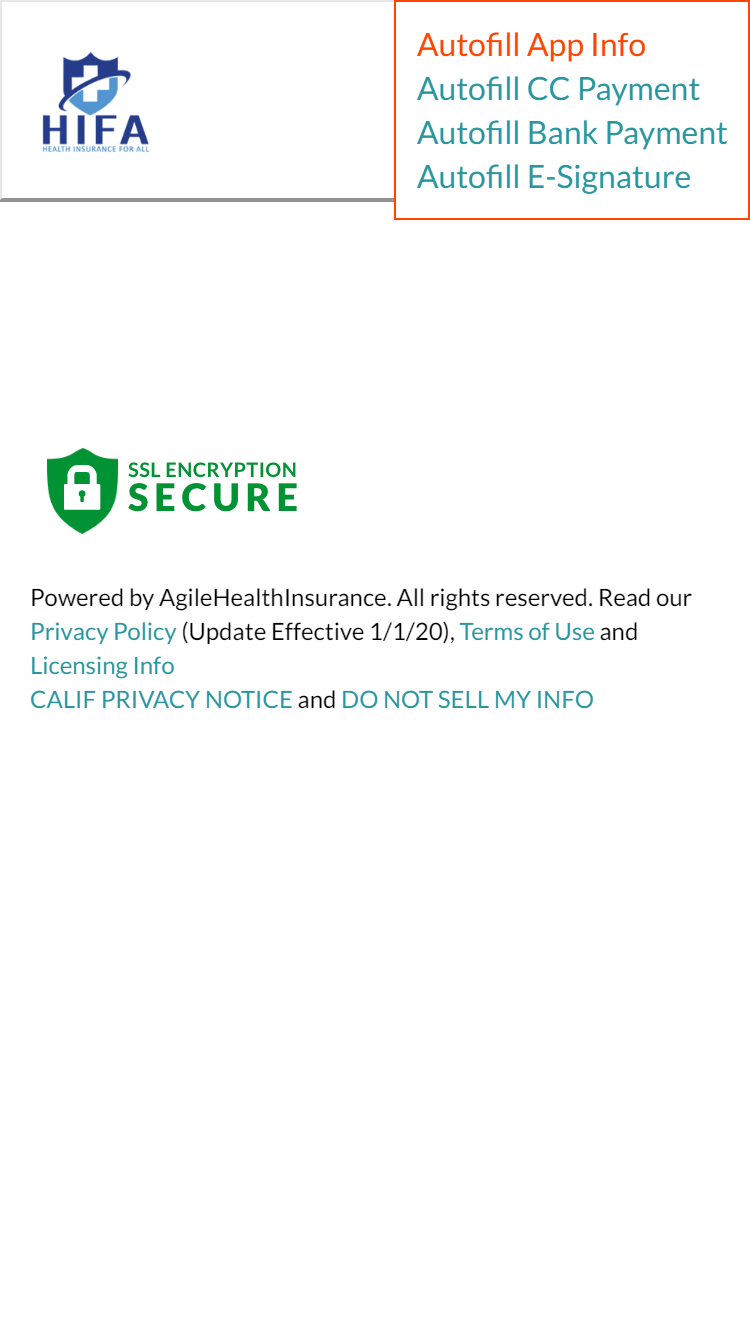 HIFA
HEALTH INSURANCE FOR ALL
Autofill App Info
Autofill CC Payment
Autofill Bank Payment
Autofill E-Signature
SSL ENCRYPTION
SECURE
Powered by AgileHealthInsurance. All rights reserved. Read our
Privacy Policy (Update Effective 1/1/20), Terms of Use and
Licensing Info
CALIF PRIVACY NOTICE and DO NOT SELL MY INFO